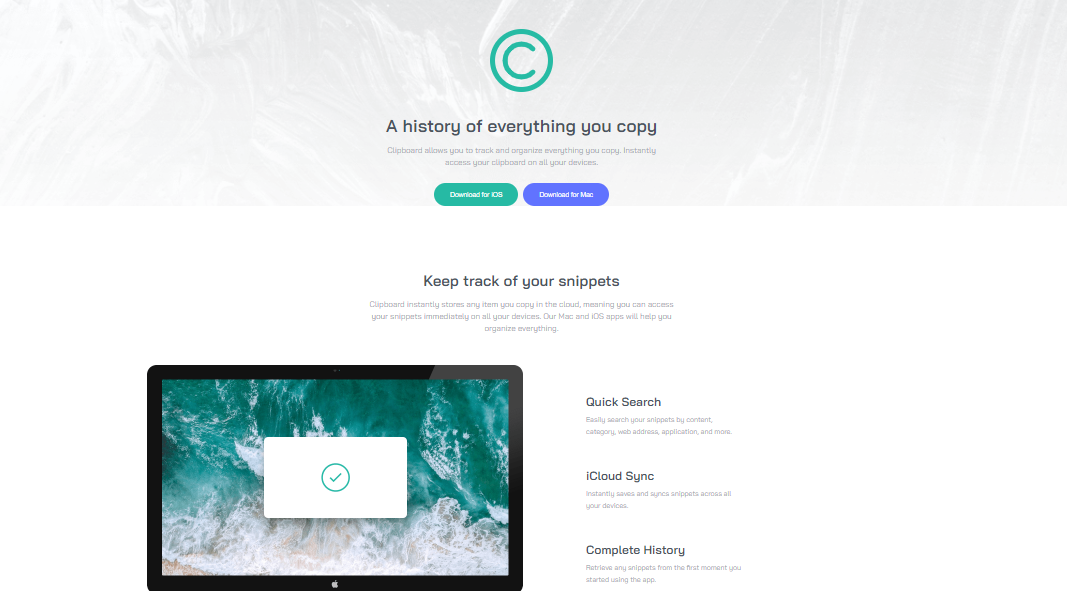 A history of everything you copy
Clipboard allows you to track and organize everything you copy. Instantly
access your clipboard on all your devices.
Download for iOS
Download for Mac
Keep track of your snippets
Clipboard instantly stores any item you copy in the cloud, meaning you can access
your snippets immediately on all your devices. Our Mac and iOS apps will help you
organize everything.
Quick Search
Easily search your snippets by content,
category, web address, application, and more.
iCloud Sync
Instantly saves and syncs snippets across all
your devices.
Complete History
Retrieve any snippets from the first moment you
started using the app.